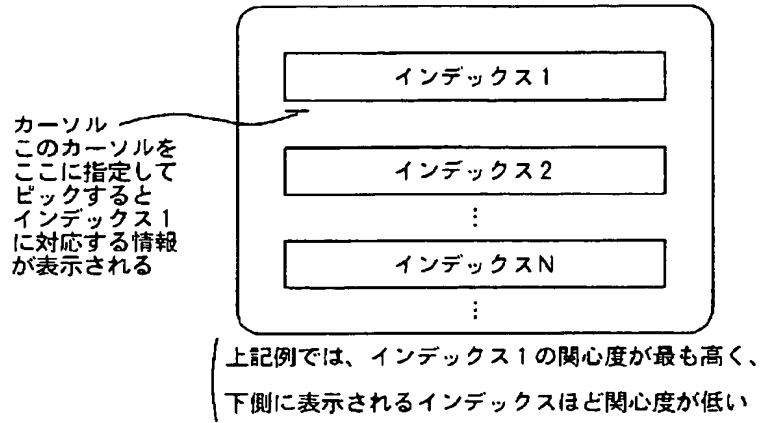 インデックス1
カーソル
このカーソルを
ここに指定して
ピックすると
インデックス1
に対応する情報
が表示される
インデックス2
⋮
インデックスN
⋮
上記例では、インデックス1の関心度が最も高く、
下側に表示されるインデックスほど関心度が低い